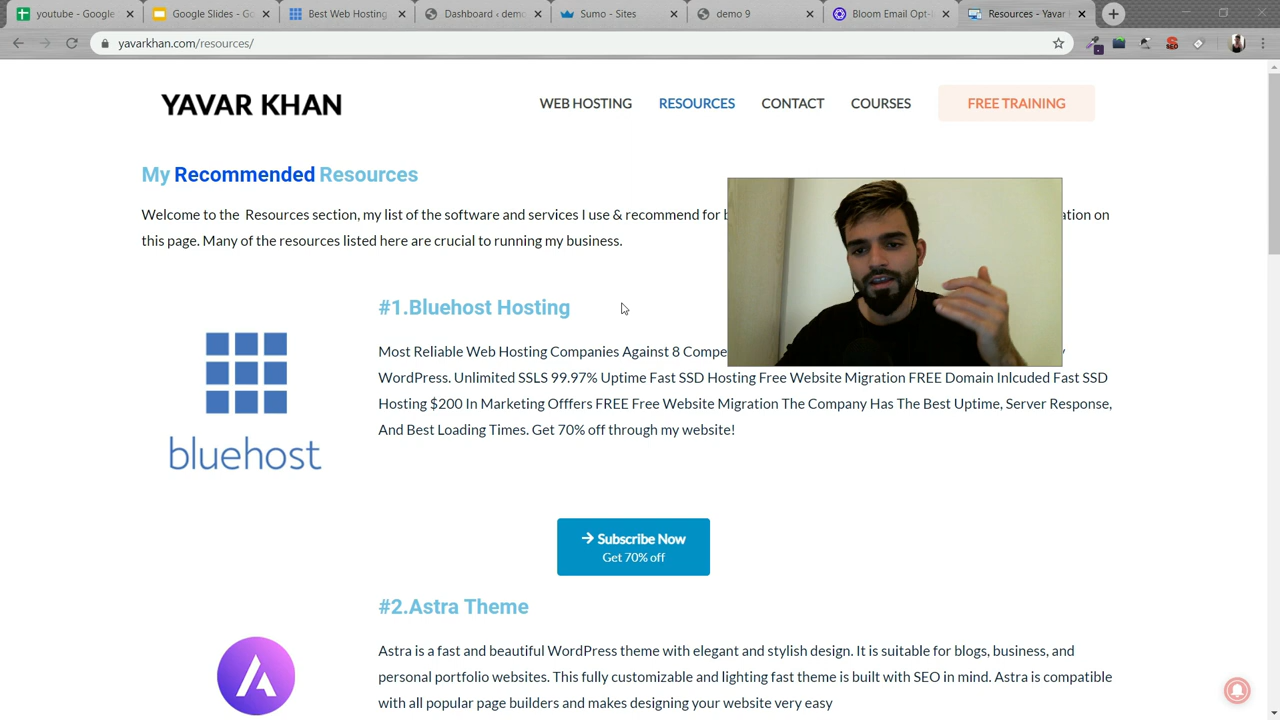 youtube - Google
Google Slides - G
Best Web Hosting
Dashboard ‹ demo
Sumo - Sites
demo 9
Bloom Email Opt-
Resources - Yavar
yavarkhan.com/resources/
SEO
YAVAR KHAN
WEB HOSTING
RESOURCES
CONTACT
COURSES
FREE TRAINING
My Recommended Resources
Welcome to the Resources section, my list of the software and services I use & recommend for b ation on
this page. Many of the resources listed here are crucial to running my business.
#1.Bluehost Hosting
Most Reliable Web Hosting Companies Against 8 Compe
WordPress. Unlimited SSLS 99.97% Uptime Fast SSD Hosting Free Website Migration FREE Domain Inlcuded Fast SSD
Hosting $200 In Marketing Offfers FREE Free Website Migration The Company Has The Best Uptime, Server Response,
And Best Loading Times. Get 70% off through my website!
bluehost
Subscribe Now
Get 70% off
#2.Astra Theme
Astra is a fast and beautiful WordPress theme with elegant and stylish design. It is suitable for blogs, business, and
personal portfolio websites. This fully customizable and lighting fast theme is built with SEO in mind. Astra is compatible
with all popular page builders and makes designing your website very easy